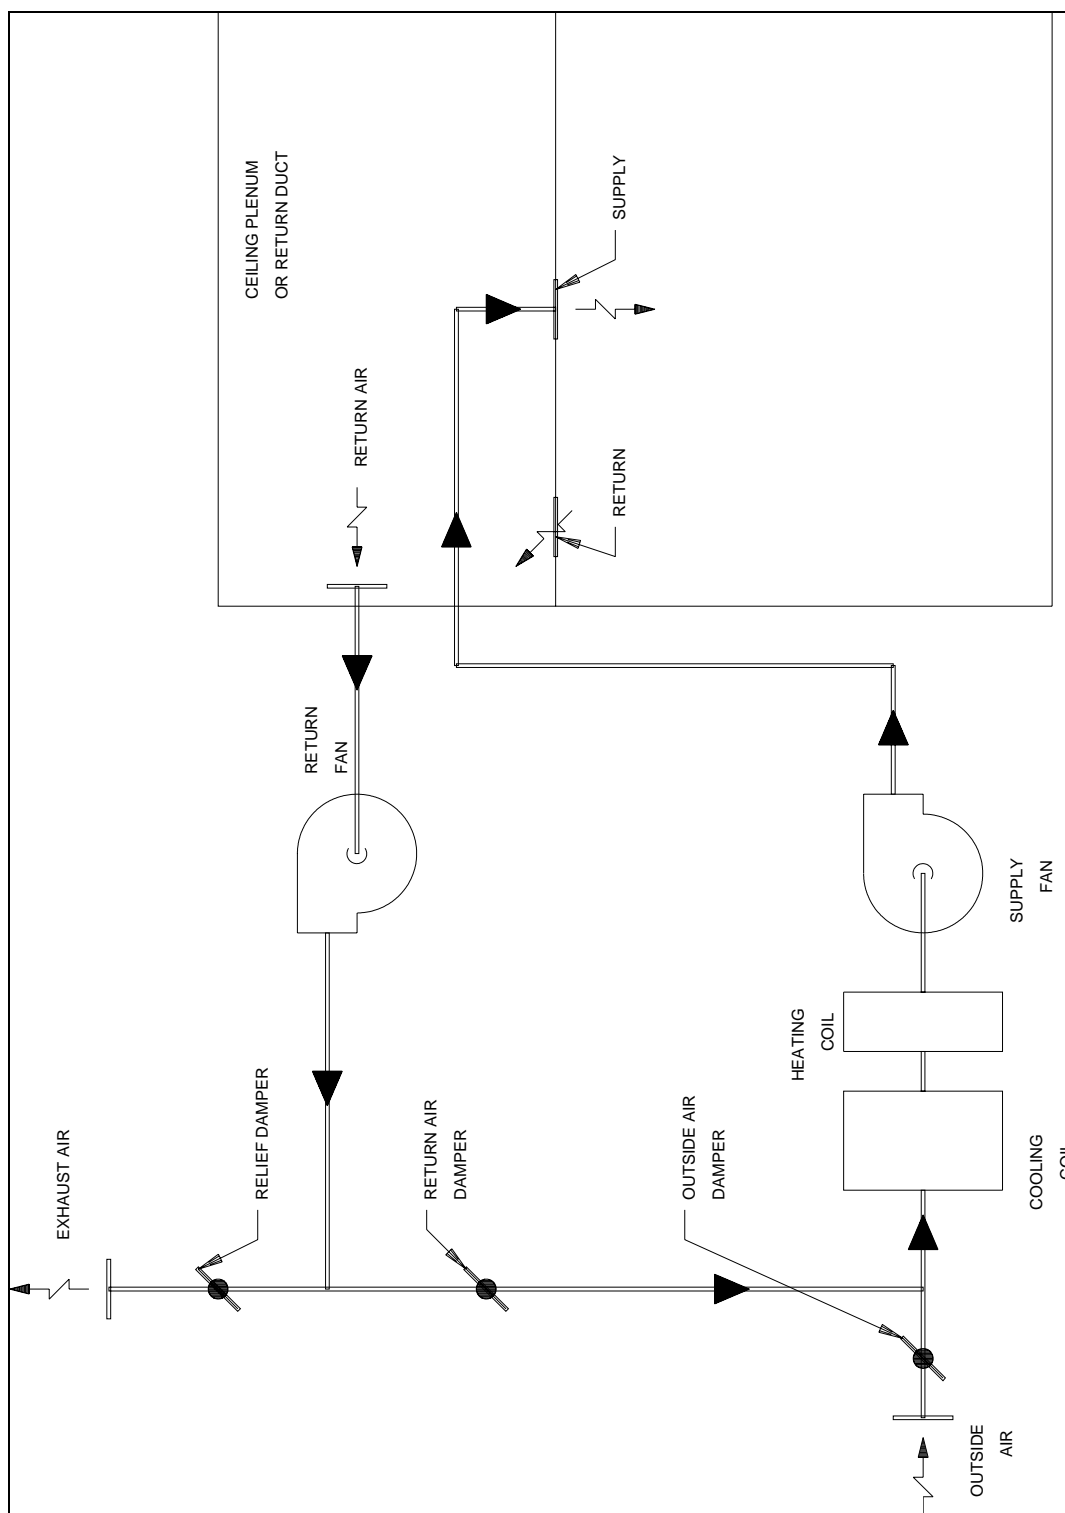 CEILING PLENUM
OR RETURN DUCT
SUPPLY
RETURN AIR
RETURN
RETURN
FAN
SUPPLY
FAN
HEATING
COIL
COOLING
COIL
EXHAUST AIR
RELIEF DAMPER
RETURN AIR
DAMPER
OUTSIDE AIR
DAMPER
OUTSIDE
AIR